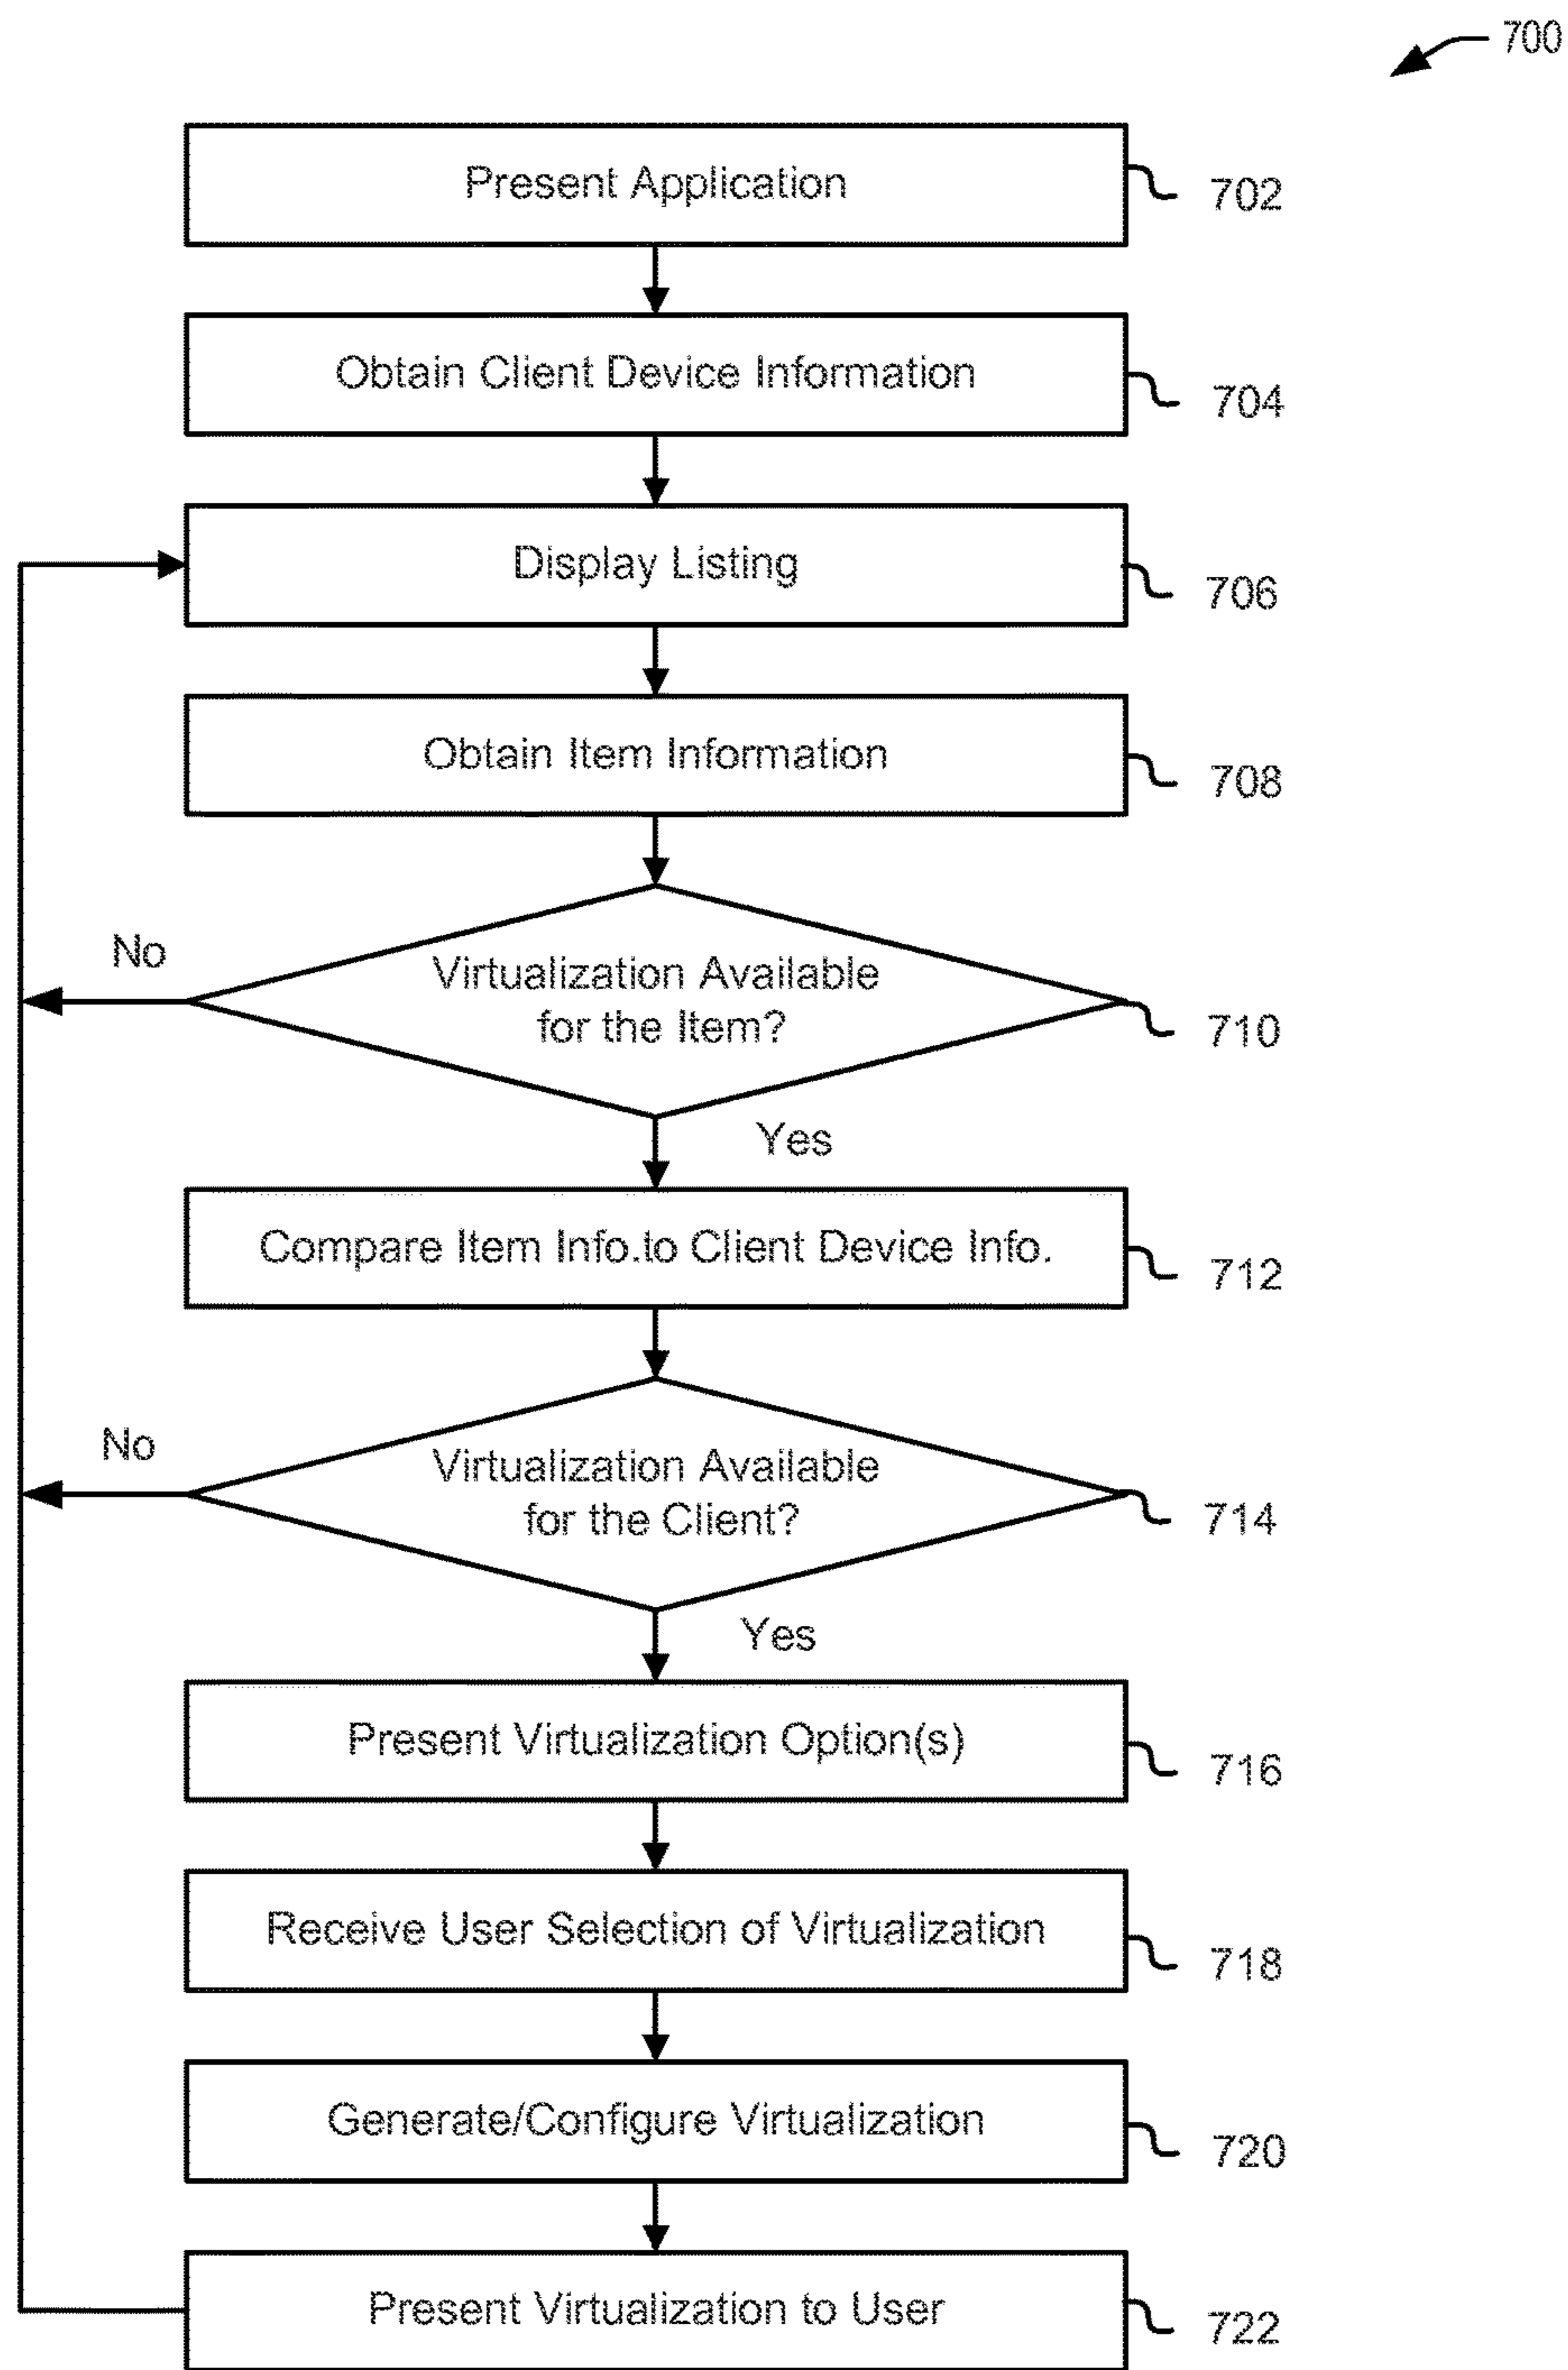 700
Present Application
702
Obtain Client Device Information
704
Display Listing
706
Obtain Item Information
708
No
Virtualization Available
for the Item?
710
Yes
Compare Item Info.to Client Device Info.
712
No
Virtualization Available
for the Client?
714
Yes
Present Virtualization Option(s)
716
Receive User Selection of Virtualization
718
Generate/Configure Virtualization
720
Present Virtualization to User
722